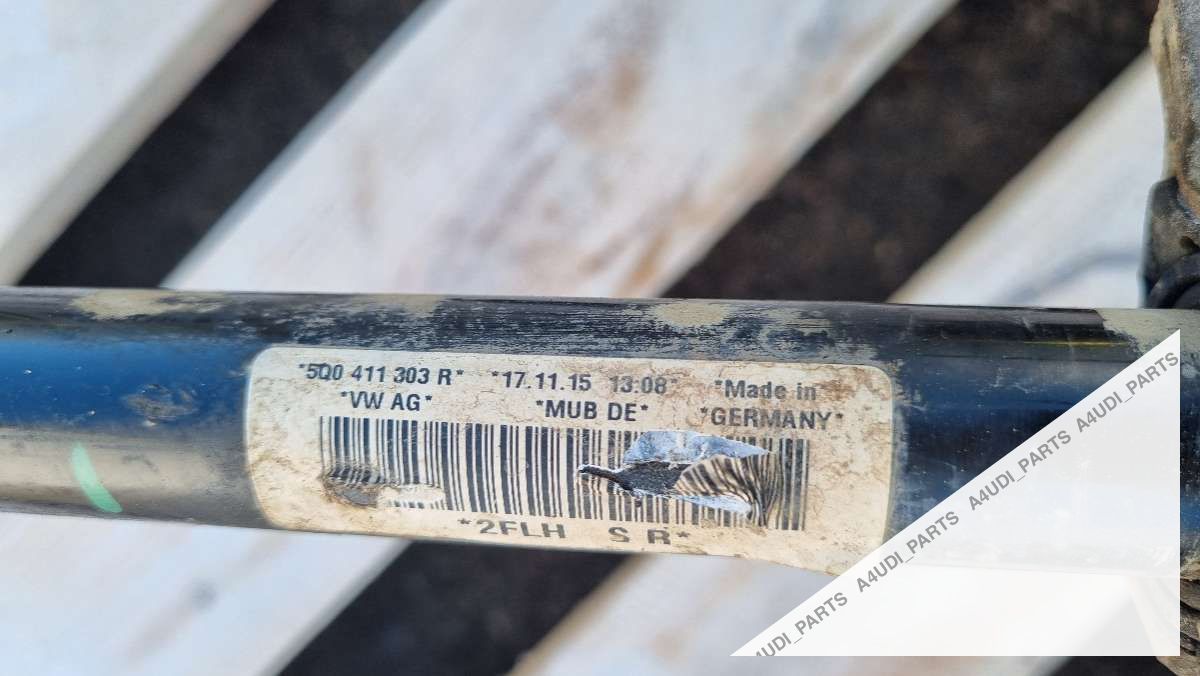 *5Q0 411 303 R* *17.11.15 13:08* *Made in
*VW AG* *MUB DE* *GERMANY*
*2FLH S R*
A4UDI_PARTS A4UDI_PARTS A4UDI_PARTS A4UDI_PARTS